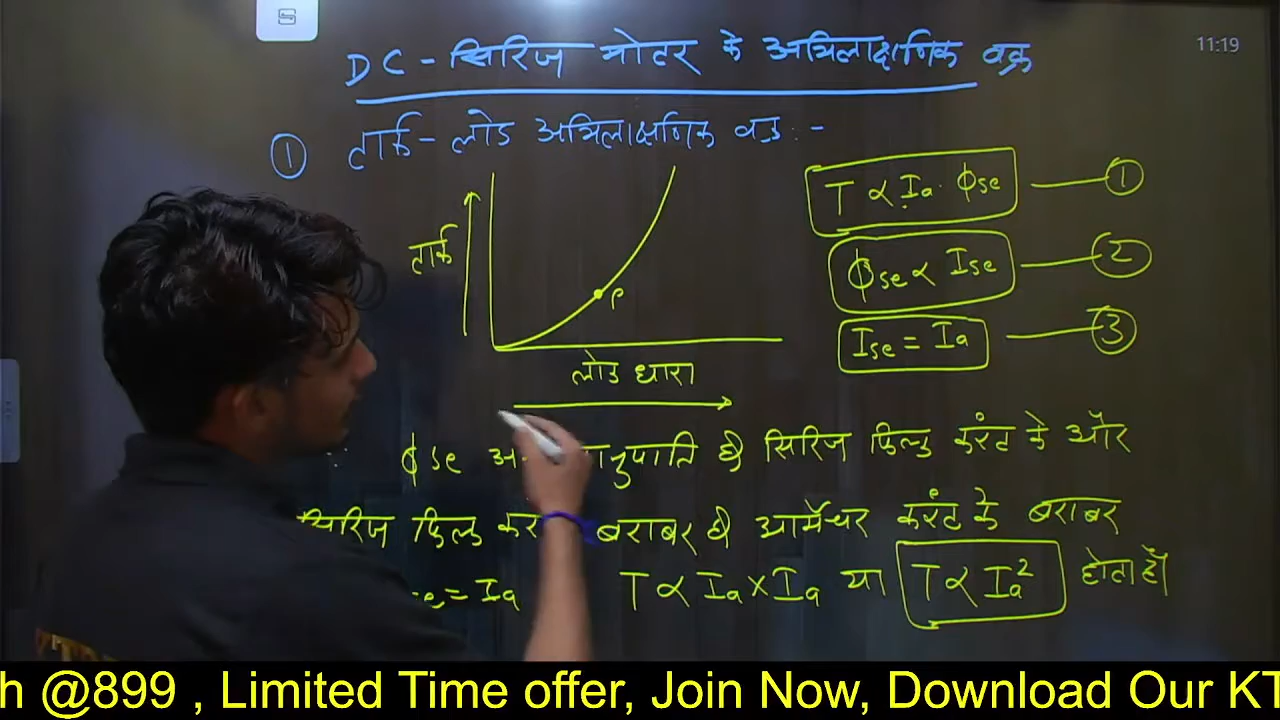 11:19
DC - सिरिज मोटर के अभिलाक्षणिक वक्र
① टार्क - लोड अभिलाक्षणिक वक्र :-
T ∝ Ia · ϕse ①
ϕse ∝ Ise ②
Ise = Ia ③
टार्क
P
लोड धारा
ϕse नुपाति है सिरिज फिल्ड करंट के और
सिरिज फिल्ड कर बराबर है आर्मेचर करंट के बराबर
e = Ia T ∝ Ia × Ia या T ∝ Ia² होता है
h @899 , Limited Time offer, Join Now, Download Our KT